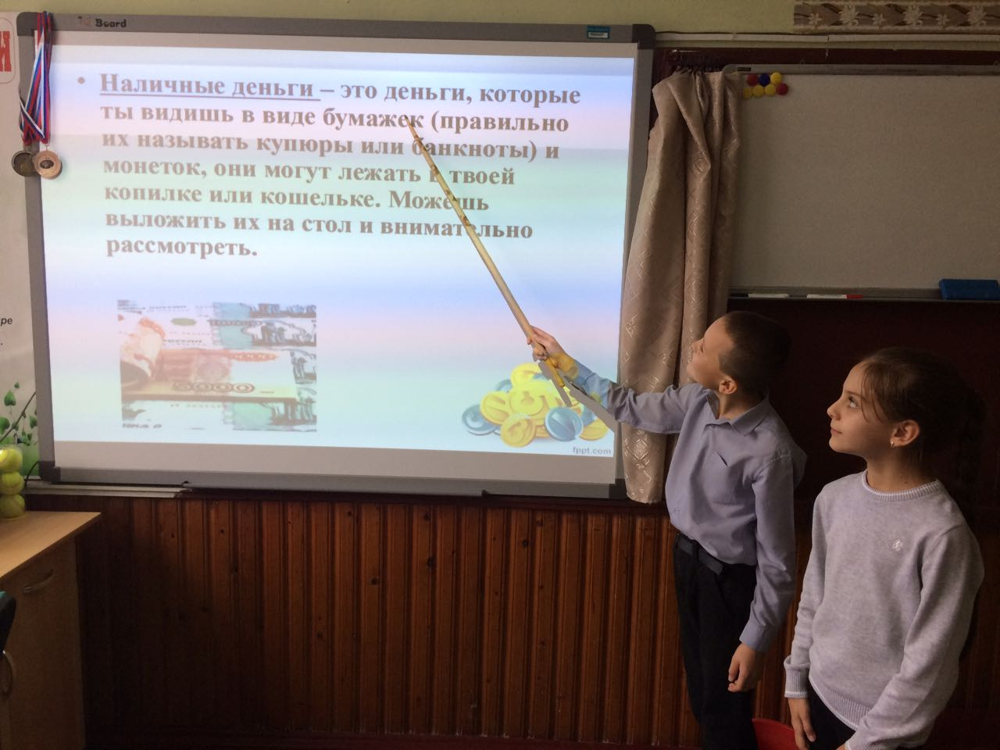 Board
• Наличные деньги – это деньги, которые
ты видишь в виде бумажек (правильно
их называть купюры или банкноты) и
монеток, они могут лежать в твоей
копилке или кошельке. Можешь
выложить их на стол и внимательно
рассмотреть.
5000
fppt.com